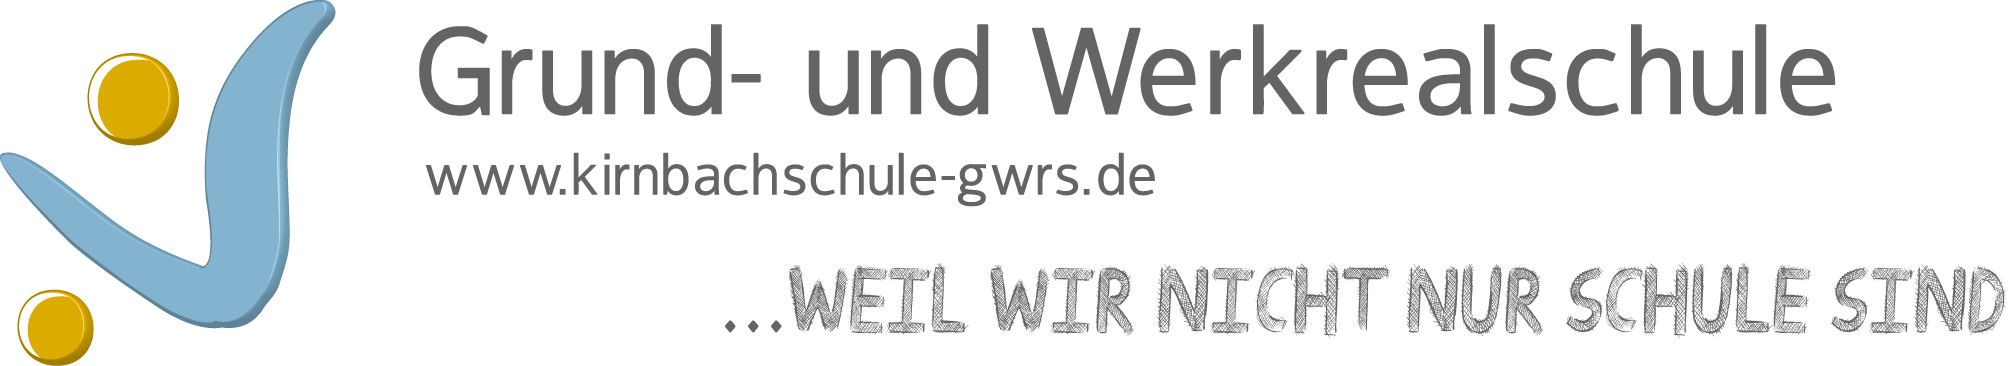 Grund- und Werkrealschule
www.kirnbachschule-gwrs.de
...WEIL WIR NICHT NUR SCHULE SIND